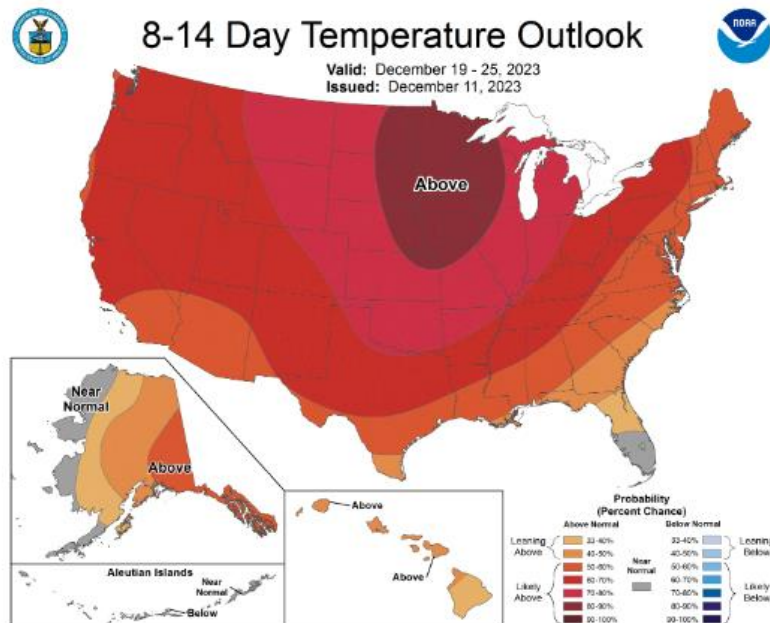 8-14 Day Temperature Outlook
NOAA
Valid: December 19 - 25, 2023
Issued: December 11, 2023
Above
Near
Normal
Above
Aleutian Islands
Near
Normal
Below
Above
Above
Probability
(Percent Chance)
Above Normal
Below Normal
Leaning
Above
33-40%
40-50%
Likely
Above
50-60%
60-70%
70-80%
80-90%
90-100%
Near
Normal
33-40%
40-50%
Leaning
Below
50-60%
60-70%
70-80%
80-90%
90-100%
Likely
Below